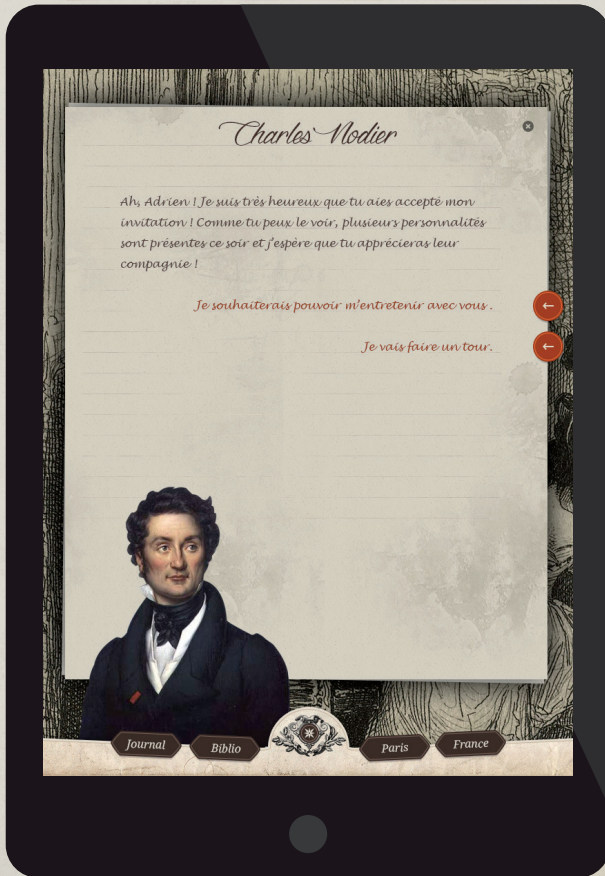 Charles Nodier
Ah, Adrien ! Je suis très heureux que tu aies accepté mon
invitation ! Comme tu peux le voir, plusieurs personnalités
sont présentes ce soir et j'espère que tu apprécieras leur
compagnie !
Je souhaiterais pouvoir m'entretenir avec vous .
Je vais faire un tour.
Journal
Biblio
Paris
France